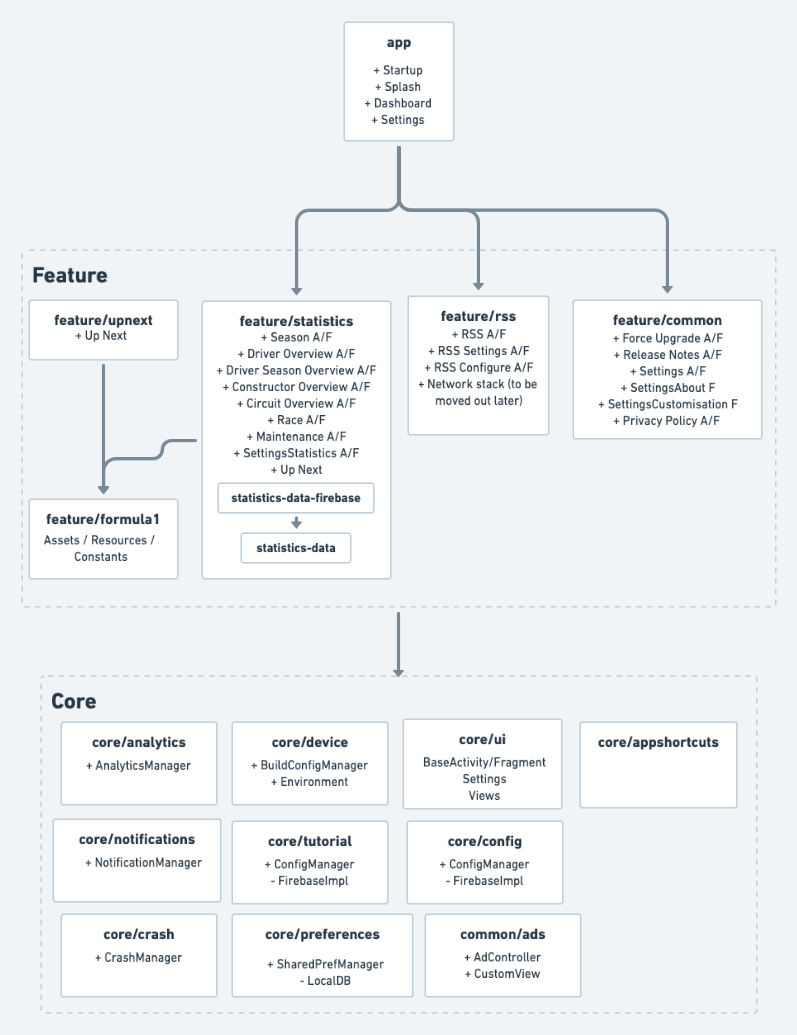 app
+ Startup
+ Splash
+ Dashboard
+ Settings
Feature
feature/upnext
+ Up Next
feature/statistics
+ Season A/F
+ Driver Overview A/F
+ Driver Season Overview A/F
+ Constructor Overview A/F
+ Circuit Overview A/F
+ Race A/F
+ Maintenance A/F
+ SettingsStatistics A/F
+ Up Next
statistics-data-firebase
statistics-data
feature/rss
+ RSS A/F
+ RSS Settings A/F
+ RSS Configure A/F
+ Network stack (to be
moved out later)
feature/common
+ Force Upgrade A/F
+ Release Notes A/F
+ Settings A/F
+ SettingsAbout F
+ SettingsCustomisation F
+ Privacy Policy A/F
feature/formula1
Assets / Resources /
Constants
Core
core/analytics
+ AnalyticsManager
core/device
+ BuildConfigManager
+ Environment
core/ui
BaseActivity/Fragment
Settings
Views
core/appshortcuts
core/notifications
+ NotificationManager
core/tutorial
+ ConfigManager
- FirebaseImpl
core/config
+ ConfigManager
- FirebaseImpl
core/crash
+ CrashManager
core/preferences
+ SharedPrefManager
- LocalDB
common/ads
+ AdController
+ CustomView